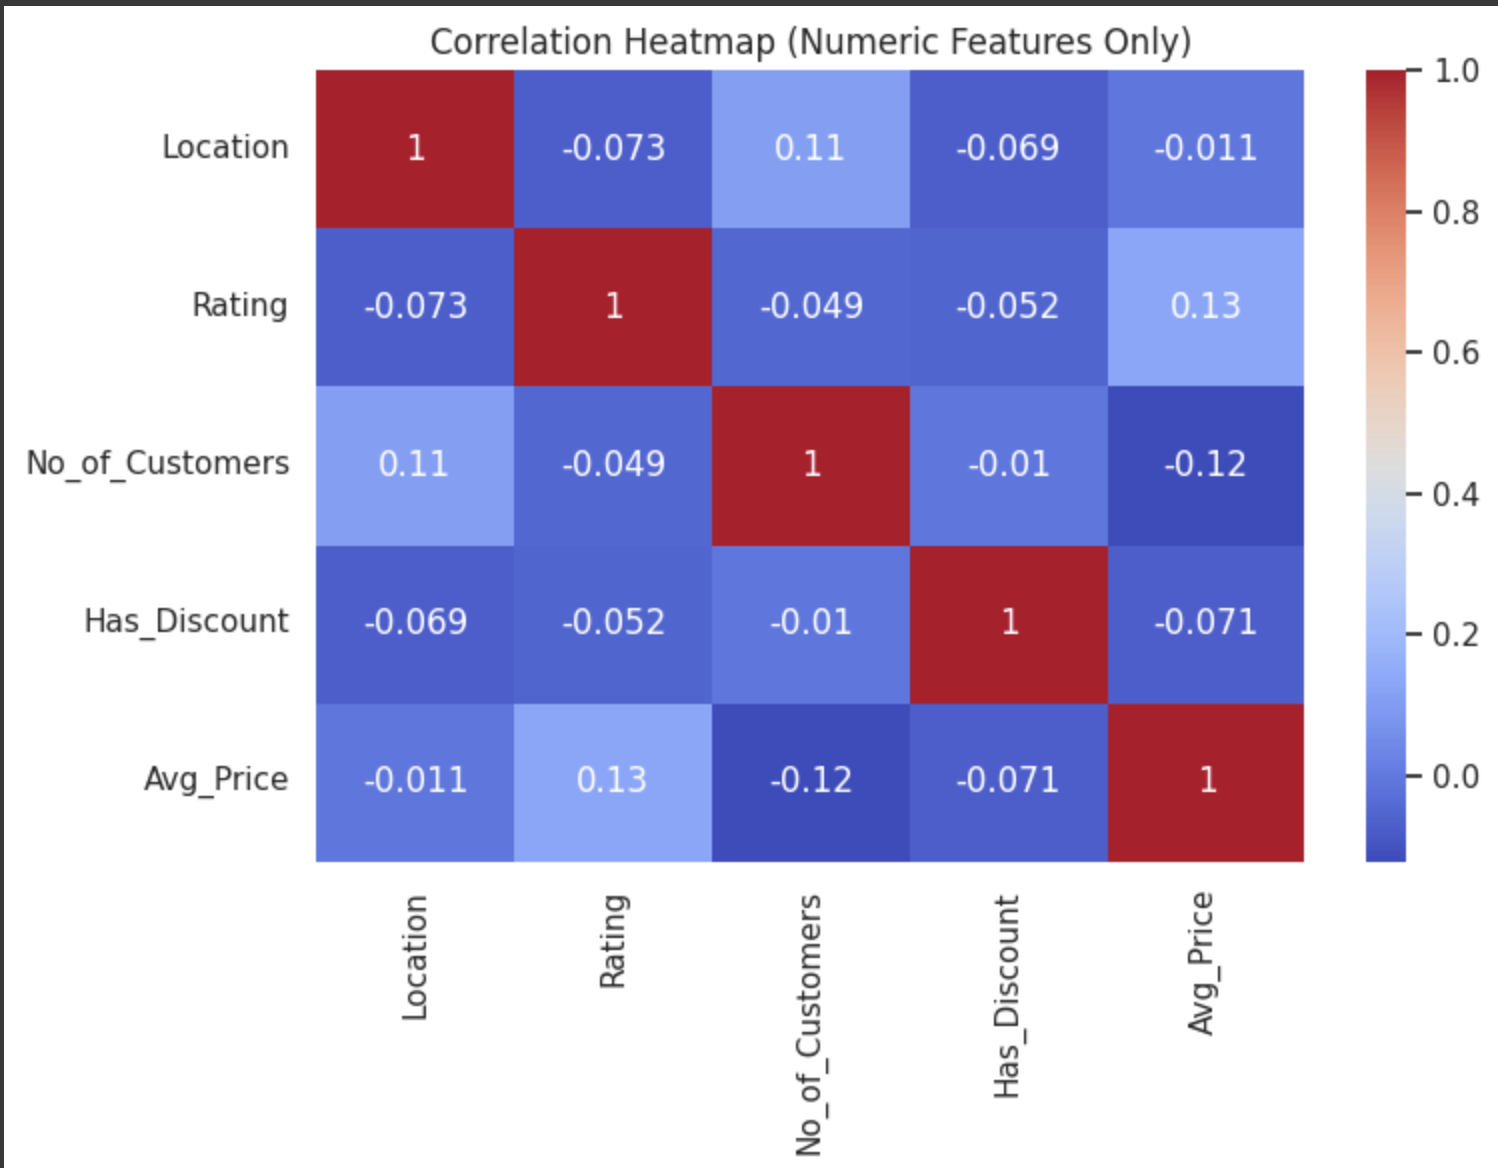 Correlation Heatmap (Numeric Features Only)
Location 1 -0.073 0.11 -0.069 -0.011
Rating -0.073 1 -0.049 -0.052 0.13
No_of_Customers 0.11 -0.049 1 -0.01 -0.12
Has_Discount -0.069 -0.052 -0.01 1 -0.071
Avg_Price -0.011 0.13 -0.12 -0.071 1
Location
Rating
No_of_Customers
Has_Discount
Avg_Price
1.0
0.8
0.6
0.4
0.2
0.0